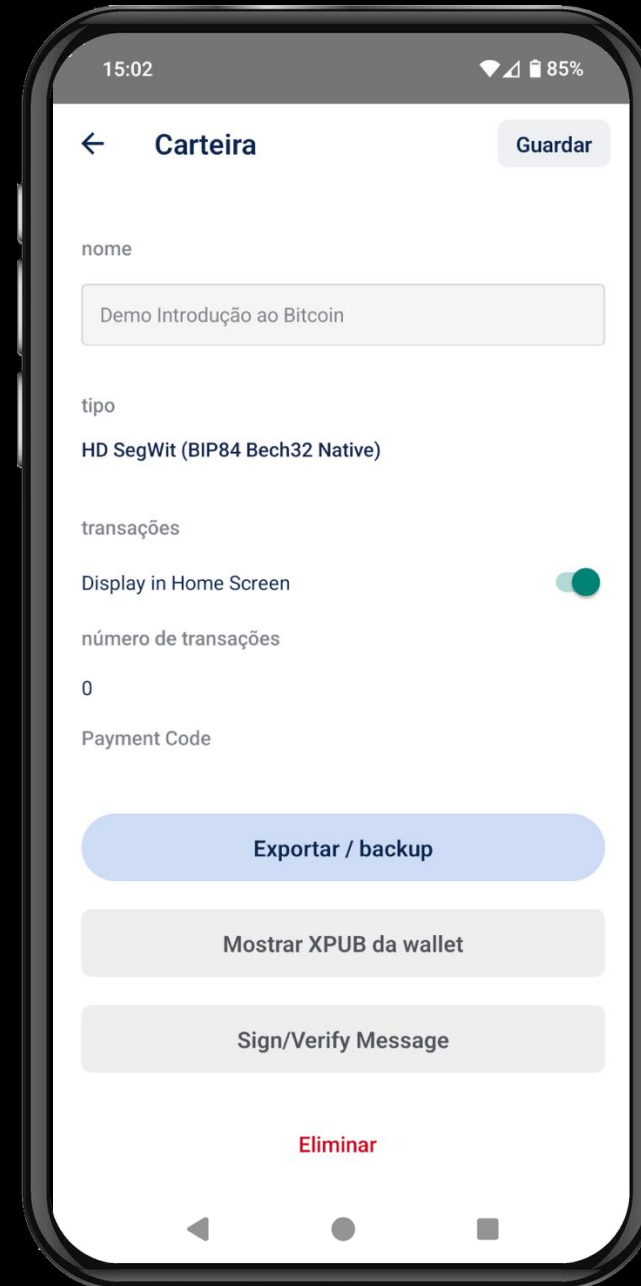 15:02 85%
Carteira Guardar
nome
Demo Introdução ao Bitcoin
tipo
HD SegWit (BIP84 Bech32 Native)
transações
Display in Home Screen
número de transações
0
Payment Code
Exportar / backup
Mostrar XPUB da wallet
Sign/Verify Message
Eliminar